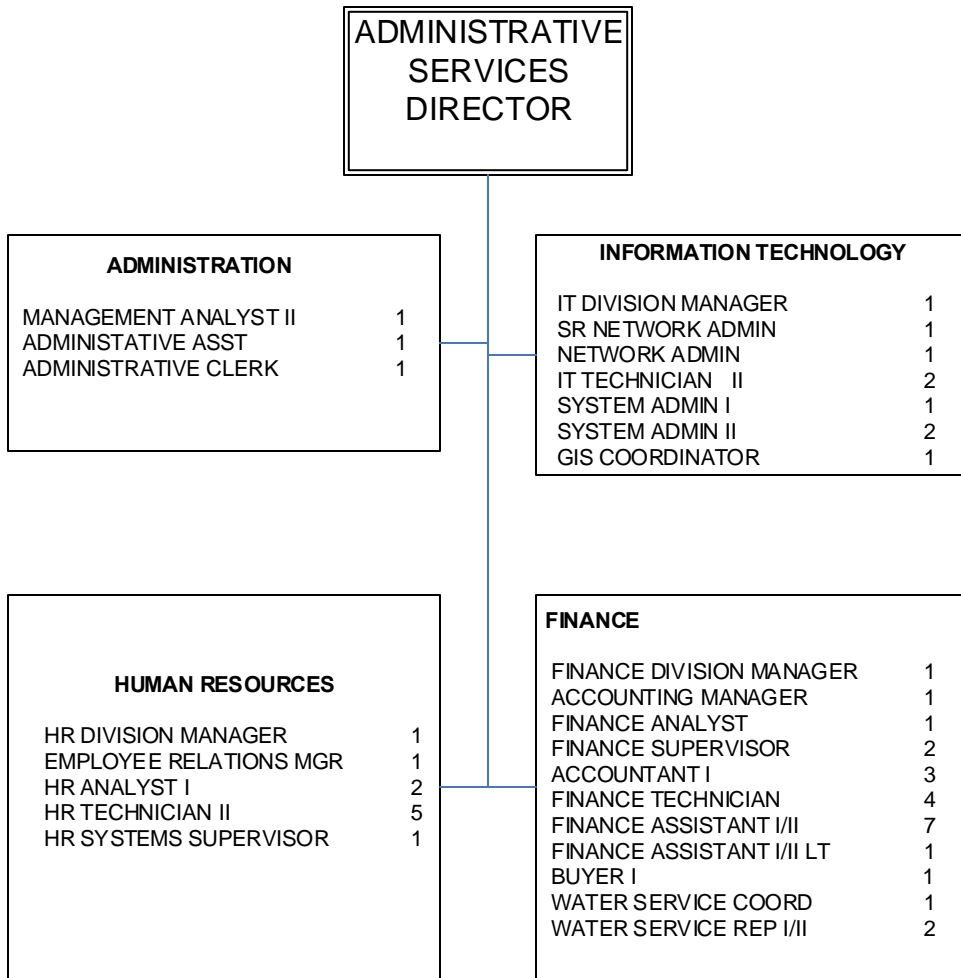 ADMINISTRATIVE
SERVICES
DIRECTOR
ADMINISTRATION
MANAGEMENT ANALYST II 1
ADMINISTATIVE ASST 1
ADMINISTRATIVE CLERK 1
INFORMATION TECHNOLOGY
IT DIVISION MANAGER 1
SR NETWORK ADMIN 1
NETWORK ADMIN 1
IT TECHNICIAN II 2
SYSTEM ADMIN I 1
SYSTEM ADMIN II 2
GIS COORDINATOR 1
HUMAN RESOURCES
HR DIVISION MANAGER 1
EMPLOYEE RELATIONS MGR 1
HR ANALYST I 2
HR TECHNICIAN II 5
HR SYSTEMS SUPERVISOR 1
FINANCE
FINANCE DIVISION MANAGER 1
ACCOUNTING MANAGER 1
FINANCE ANALYST 1
FINANCE SUPERVISOR 2
ACCOUNTANT I 3
FINANCE TECHNICIAN 4
FINANCE ASSISTANT I/II 7
FINANCE ASSISTANT I/II LT 1
BUYER I 1
WATER SERVICE COORD 1
WATER SERVICE REP I/II 2